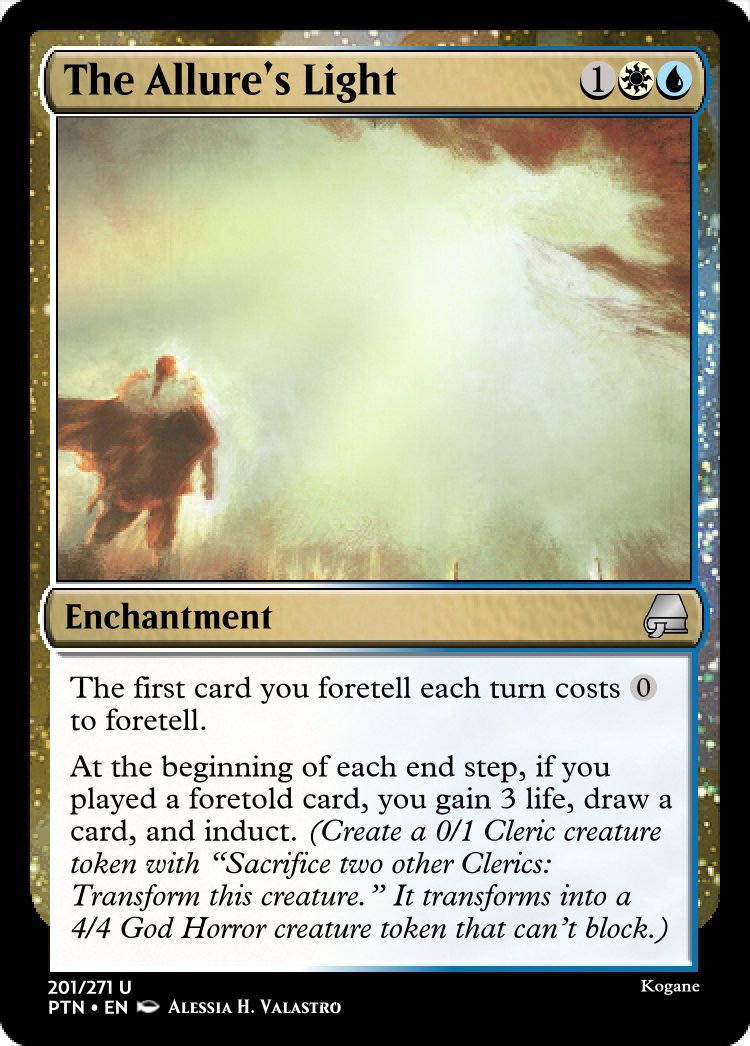 The Allure's Light 1
Enchantment
The first card you foretell each turn costs 0
to foretell.
At the beginning of each end step, if you
played a foretold card, you gain 3 life, draw a
card, and induct. (Create a 0/1 Cleric creature
token with “Sacrifice two other Clerics:
Transform this creature.” It transforms into a
4/4 God Horror creature token that can’t block.)
201/271 U
Kogane
PTN • EN Alessia H. Valastro